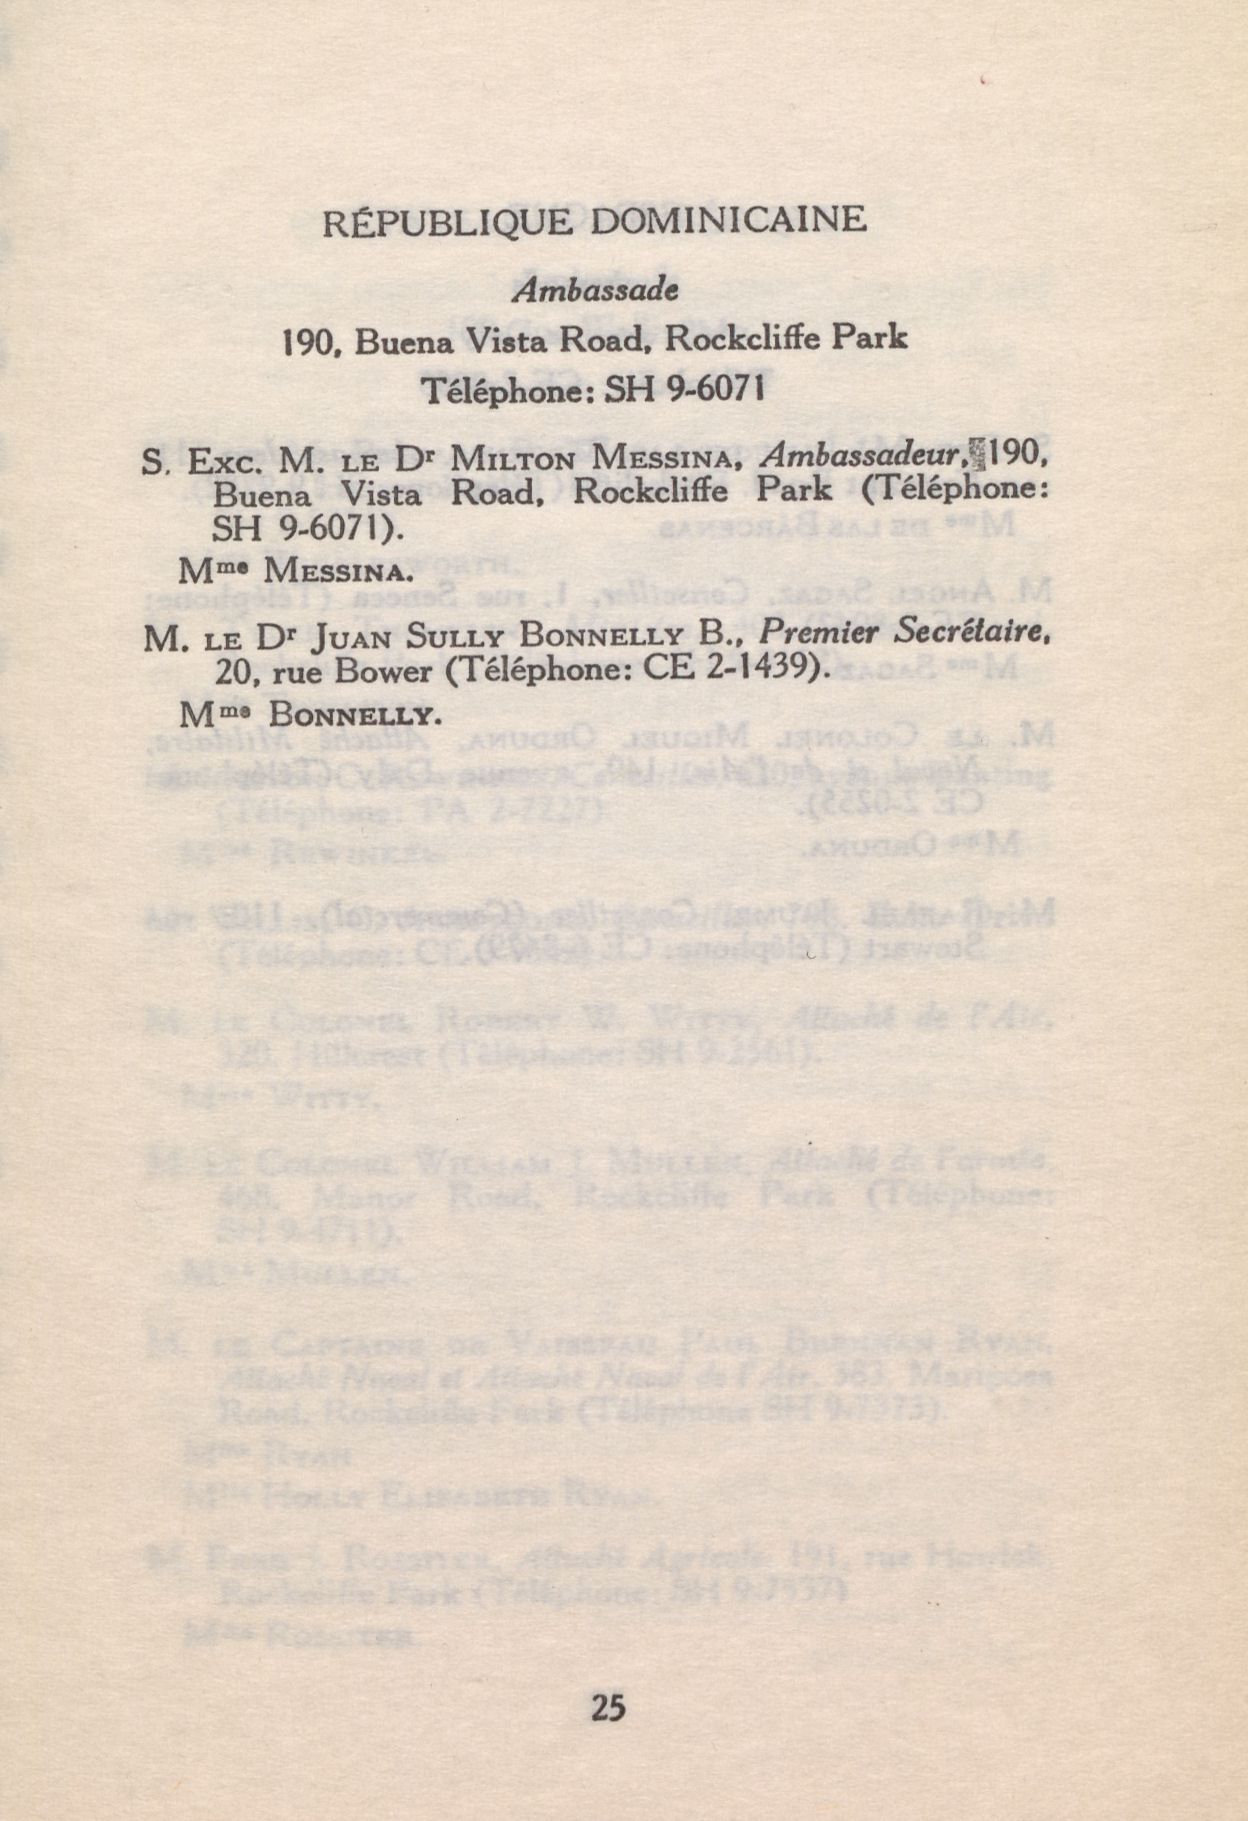 RÉPUBLIQUE DOMINICAINE
Ambassade
190, Buena Vista Road, Rockcliffe Park
Téléphone: SH 9-6071
S. Exc. M. le Dr Milton Messina, Ambassadeur, 190,
Buena Vista Road, Rockcliffe Park (Téléphone:
SH 9-6071).
Mme Messina.
M. le Dr Juan Sully Bonnelly B., Premier Secrétaire,
20, rue Bower (Téléphone: CE 2-1439).
Mme Bonnelly.
25